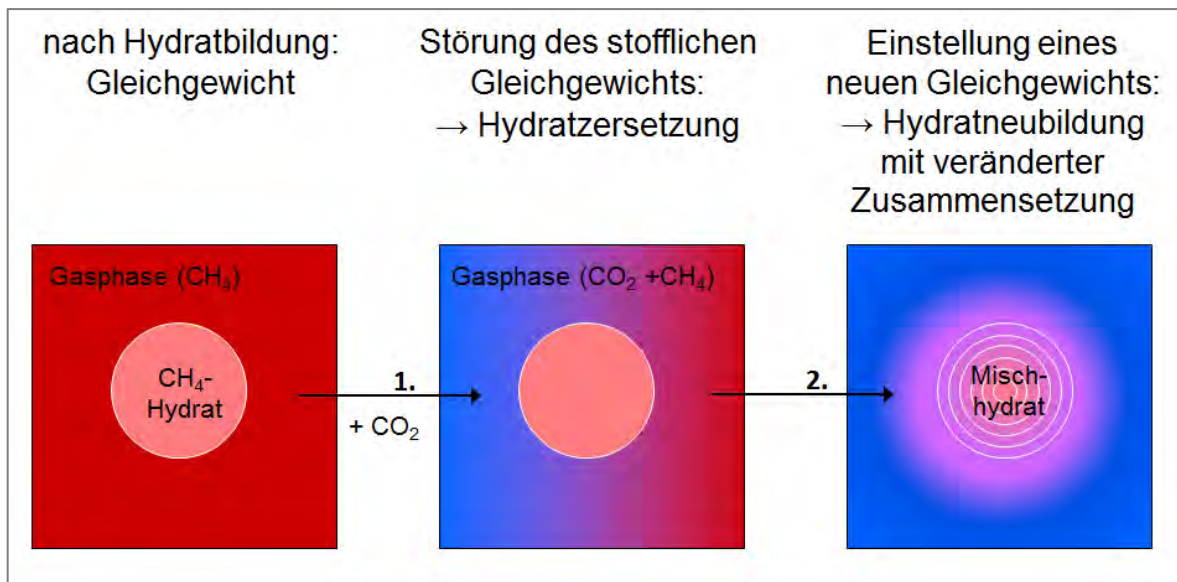 nach Hydratbildung:
Gleichgewicht
Störung des stofflichen
Gleichgewichts:
→ Hydratzersetzung
Einstellung eines
neuen Gleichgewichts:
→ Hydratneubildung
mit veränderter
Zusammensetzung
Gasphase (CH₄)
CH₄-
Hydrat
1.
+ CO₂
Gasphase (CO₂ +CH₄)
2.
Misch-
hydrat